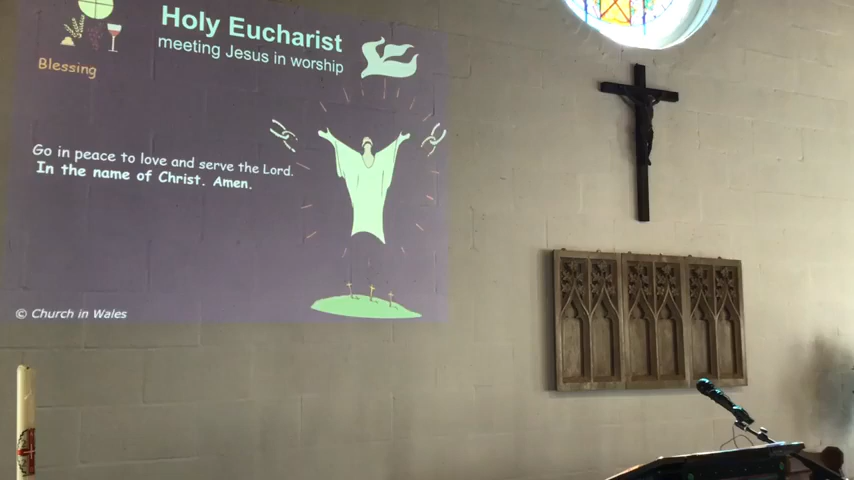 Holy Eucharist
meeting Jesus in worship
Blessing
Go in peace to love and serve the Lord.
In the name of Christ. Amen.
© Church in Wales